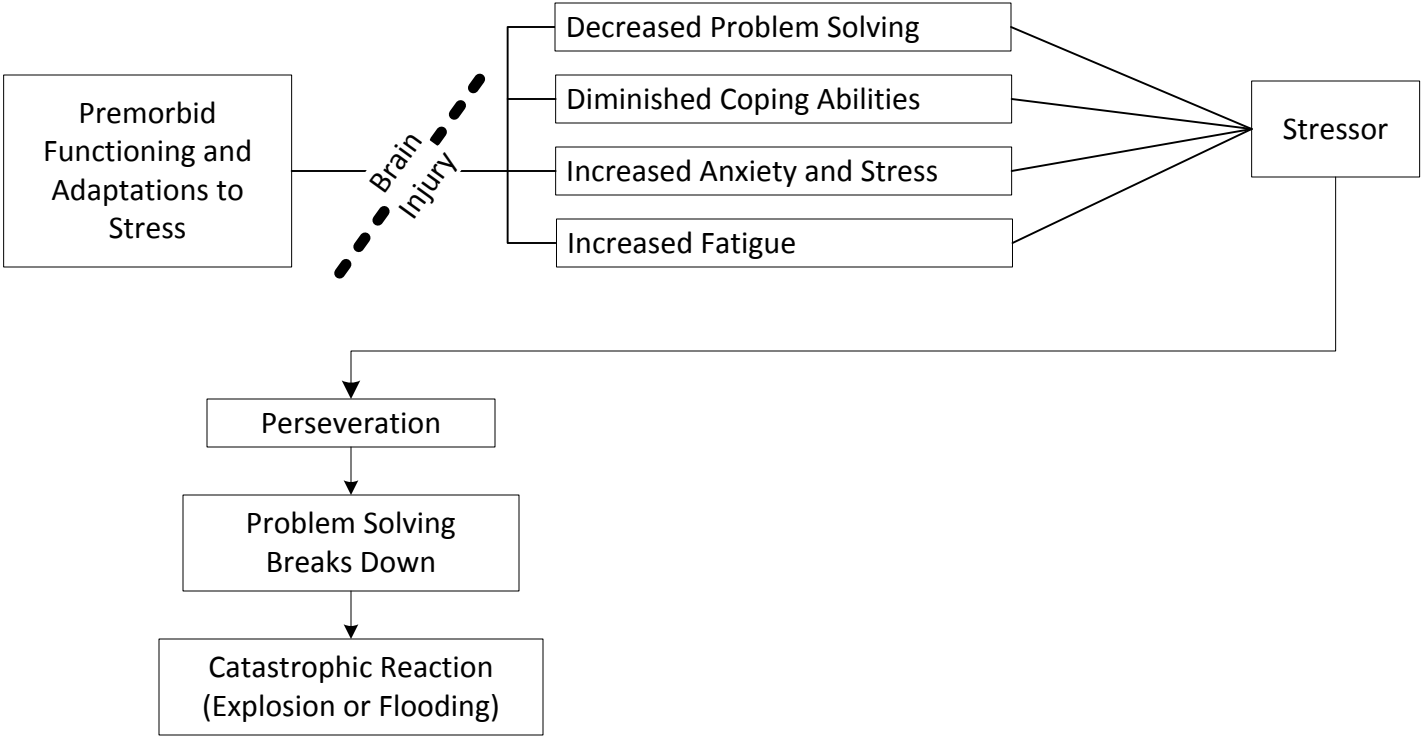 Premorbid
Functioning and
Adaptations to
Stress
Brain
Injury
Decreased Problem Solving
Diminished Coping Abilities
Increased Anxiety and Stress
Increased Fatigue
Stressor
Perseveration
Problem Solving
Breaks Down
Catastrophic Reaction
(Explosion or Flooding)